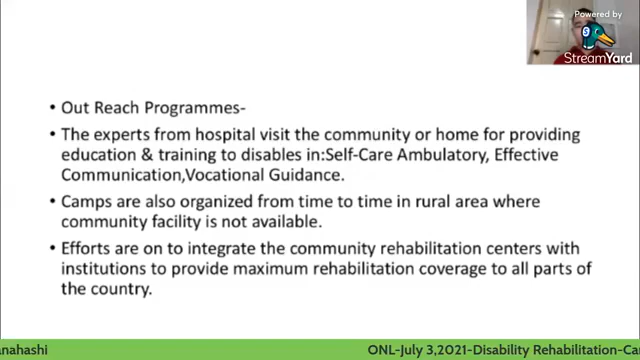 Powered by
StreamYard
• Out Reach Programmes-
• The experts from hospital visit the community or home for providing
education & training to disables in:Self-Care Ambulatory, Effective
Communication,Vocational Guidance.
• Camps are also organized from time to time in rural area where
community facility is not available.
• Efforts are on to integrate the community rehabilitation centers with
institutions to provide maximum rehabilitation coverage to all parts of
the country.
anahashi ONL-July 3,2021-Disability Rehabilitation-Ca